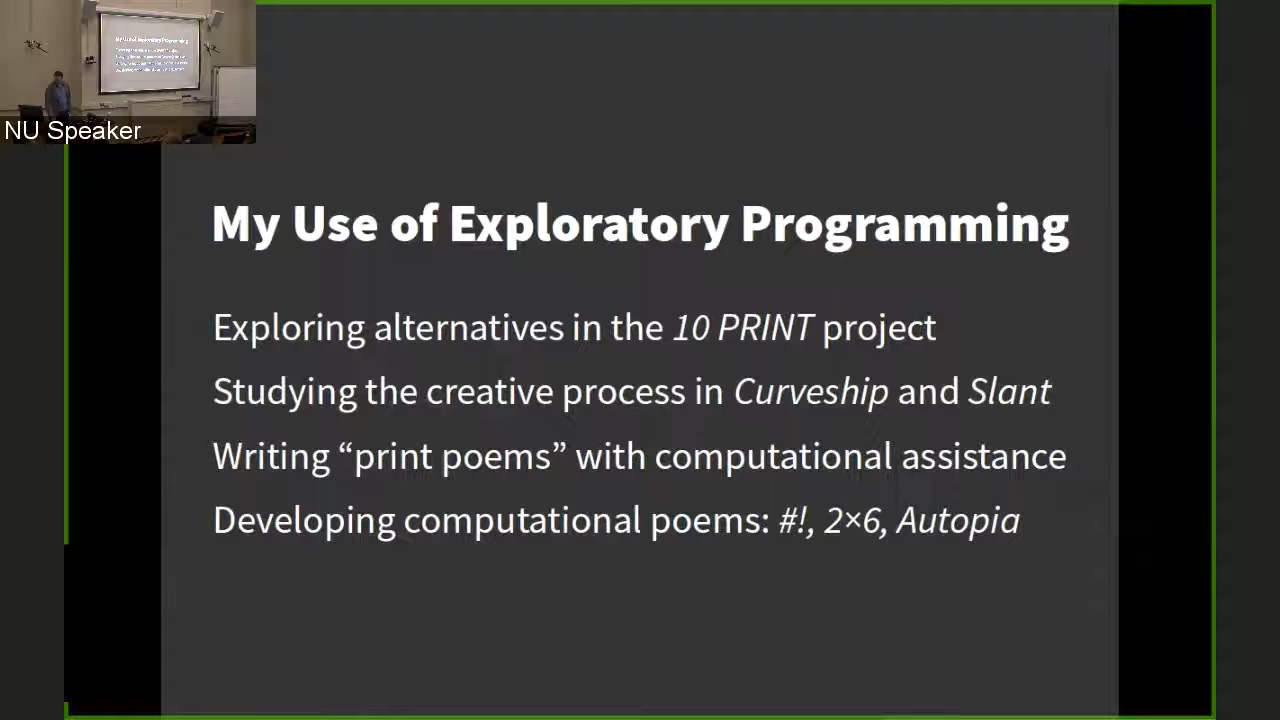 NU Speaker
My Use of Exploratory Programming
Exploring alternatives in the 10 PRINT project
Studying the creative process in Curveship and Slant
Writing “print poems” with computational assistance
Developing computational poems: #!, 2×6, Autopia